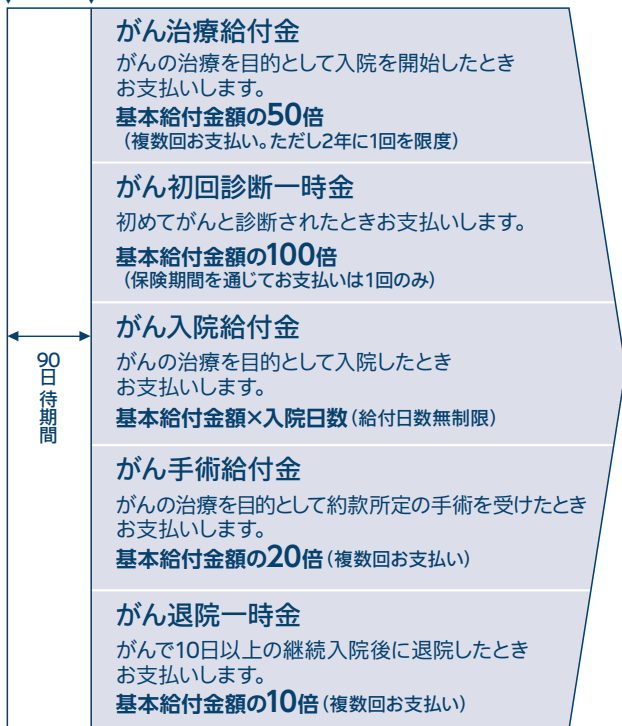 がん治療給付金
がんの治療を目的として入院を開始したとき
お支払いします。
基本給付金額の50倍
（複数回お支払い。ただし2年に1回を限度）
がん初回診断一時金
初めてがんと診断されたときお支払いします。
基本給付金額の100倍
（保険期間を通じてお支払いは1回のみ）
90日 待期間
がん入院給付金
がんの治療を目的として入院したとき
お支払いします。
基本給付金額×入院日数（給付日数無制限）
がん手術給付金
がんの治療を目的として約款所定の手術を受けたとき
お支払いします。
基本給付金額の20倍（複数回お支払い）
がん退院一時金
がんで10日以上の継続入院後に退院したとき
お支払いします。
基本給付金額の10倍（複数回お支払い）